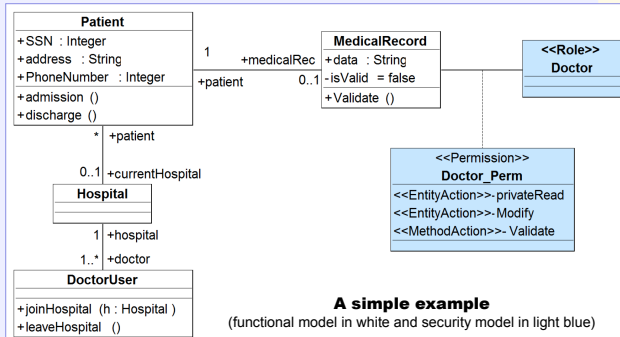 Patient
+SSN : Integer
+address : String
+PhoneNumber : Integer
+admission ()
+discharge ()
1
+patient
+medicalRec
0..1
MedicalRecord
+data : String
-isValid = false
+Validate ()
<<Role>>
Doctor
* +patient
0..1 +currentHospital
Hospital
1 +hospital
1..* +doctor
DoctorUser
+joinHospital (h : Hospital )
+leaveHospital ()
<<Permission>>
Doctor_Perm
<<EntityAction>>-privateRead
<<EntityAction>>-Modify
<<MethodAction>>- Validate
A simple example
(functional model in white and security model in light blue)